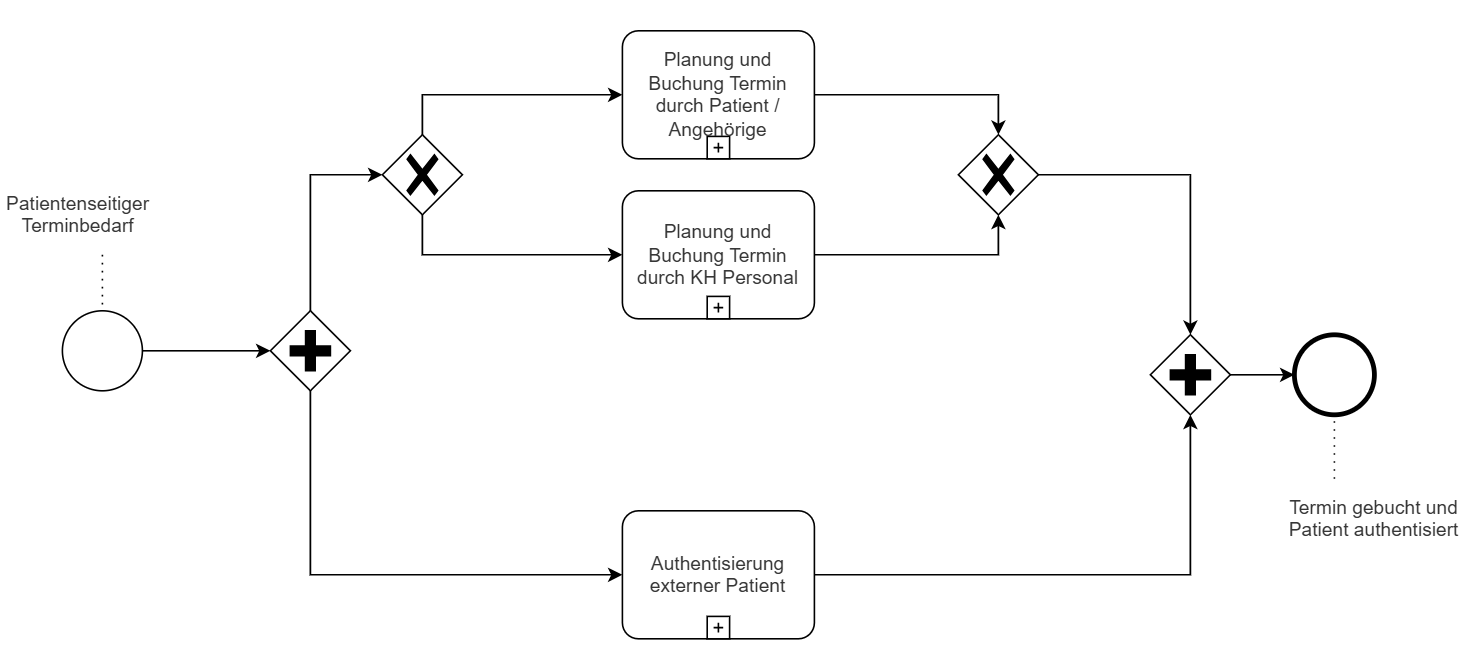 Planung und
Buchung Termin
durch Patient /
Angehörige
Patientenseitiger
Terminbedarf
Planung und
Buchung Termin
durch KH Personal
Termin gebucht und
Patient authentisiert
Authentisierung
externer Patient